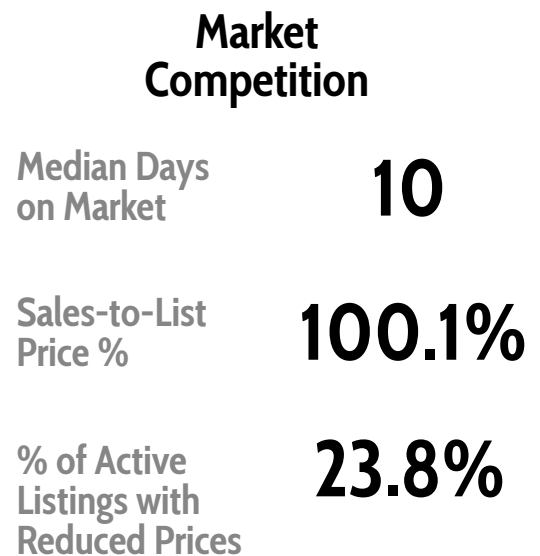 Market
Competition
Median Days
on Market
10
Sales-to-List
Price %
100.1%
% of Active
Listings with
Reduced Prices
23.8%